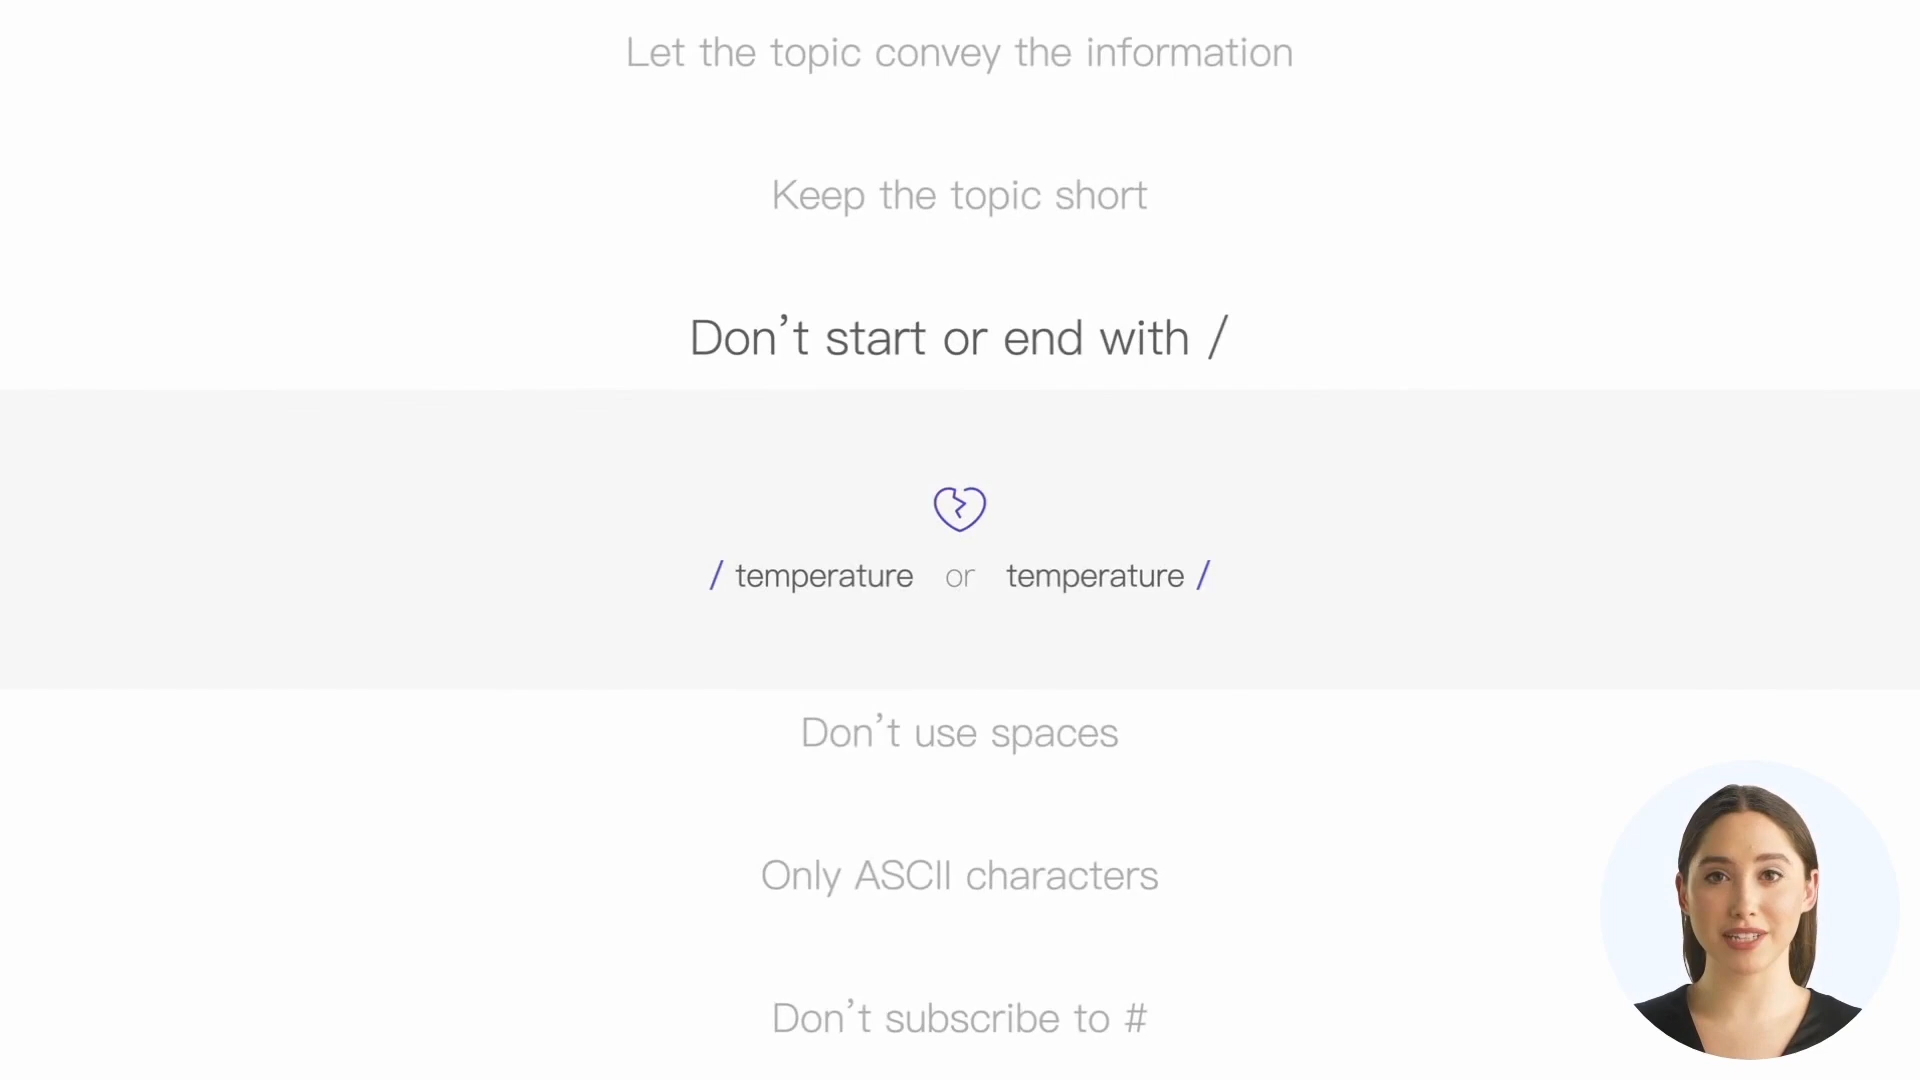 Let the topic convey the information
Keep the topic short
Don’t start or end with /
/ temperature or temperature /
Don’t use spaces
Only ASCII characters
Don’t subscribe to #